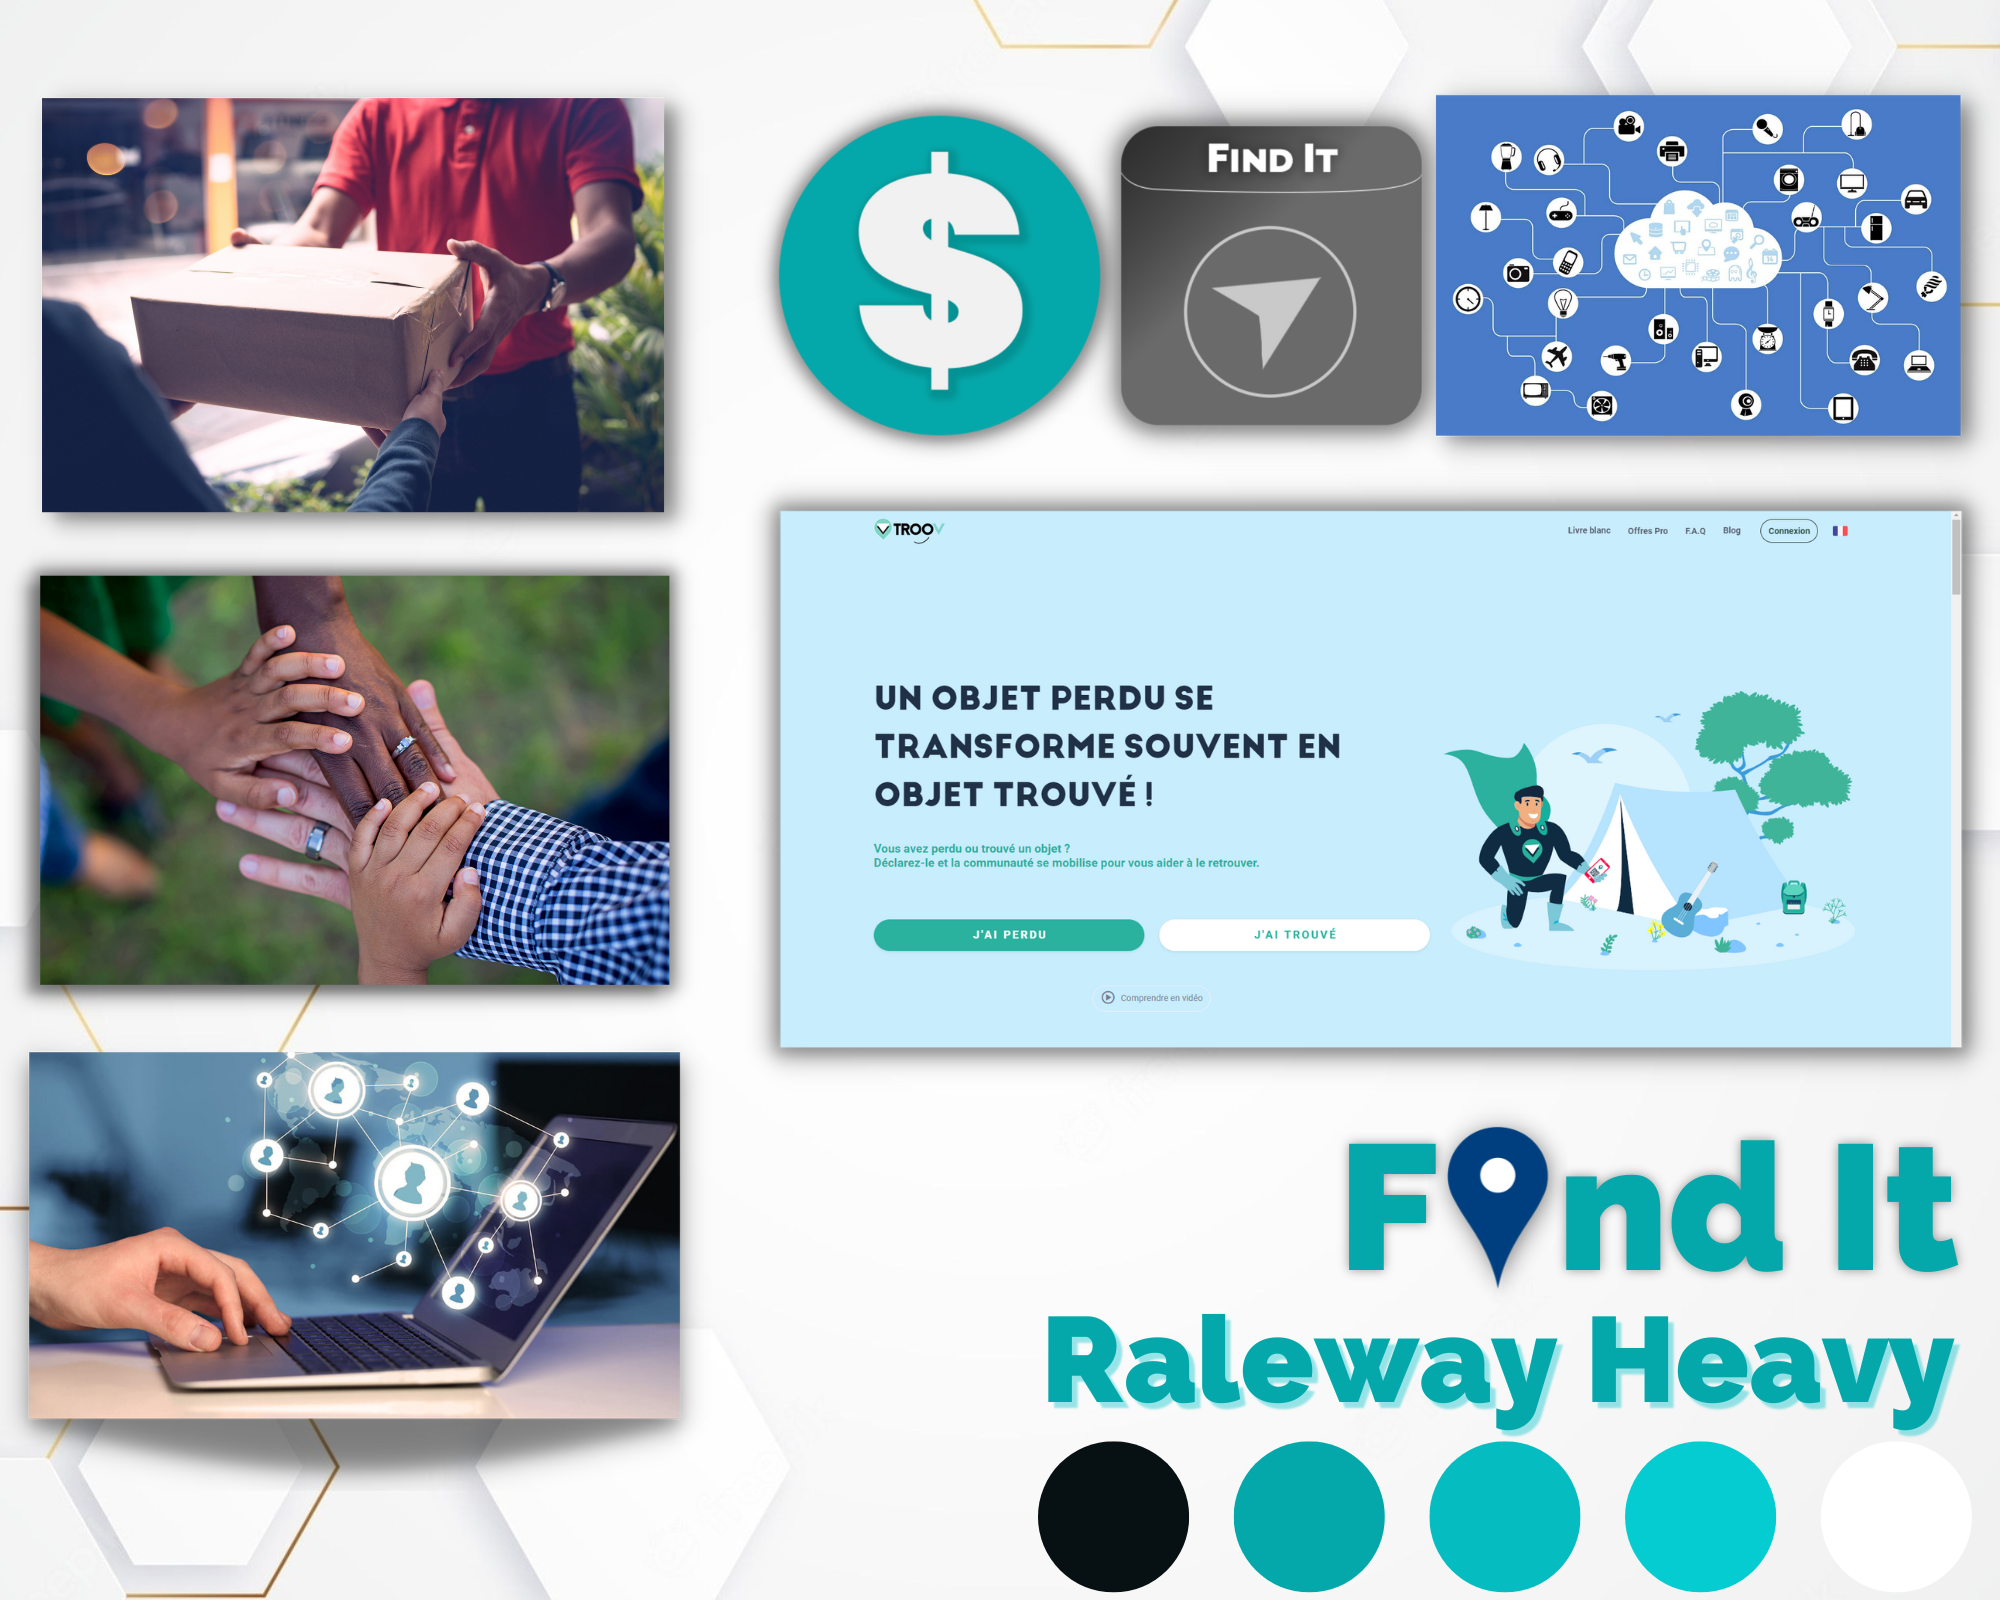 FIND IT
TROOV
Livre blanc
Offres Pro
F.A.Q
Blog
Connexion
UN OBJET PERDU SE
TRANSFORME SOUVENT EN
OBJET TROUVÉ !
Vous avez perdu ou trouvé un objet ?
Déclarez-le et la communauté se mobilise pour vous aider à le retrouver.
J'AI PERDU
J'AI TROUVÉ
Comprendre en vidéo
Find It
Raleway Heavy